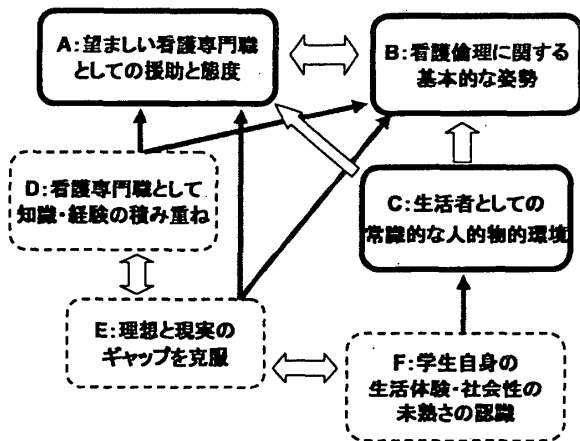 A:望ましい看護専門職
としての援助と態度
B:看護倫理に関する
基本的な姿勢
D:看護専門職として
知識・経験の積み重ね
C:生活者としての
常識的な人的物的環境
E:理想と現実の
ギャップを克服
F:学生自身の
生活体験・社会性の
未熟さの認識